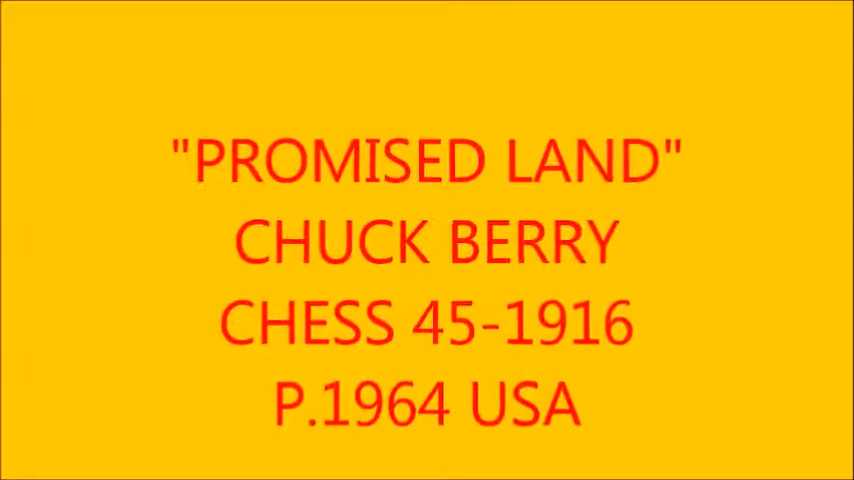 "PROMISED LAND"
CHUCK BERRY
CHESS 45-1916
P.1964 USA